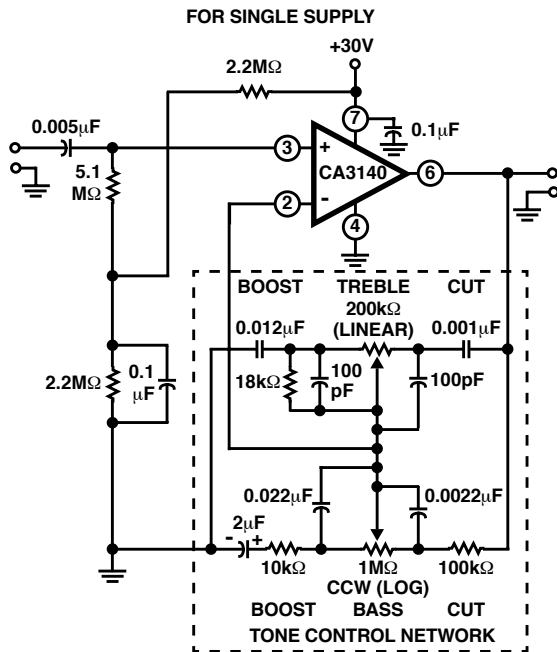 FOR SINGLE SUPPLY
+30V
2.2MΩ
0.005μF
7
0.1μF
3
+
CA3140
6
5.1
MΩ
2
-
4
BOOST TREBLE CUT
200kΩ
(LINEAR)
0.012μF
0.001μF
18kΩ
100
pF
100pF
2.2MΩ
0.1
μF
0.022μF
0.0022μF
2μF
- +
10kΩ
1MΩ
100kΩ
CCW (LOG)
BOOST BASS CUT
TONE CONTROL NETWORK